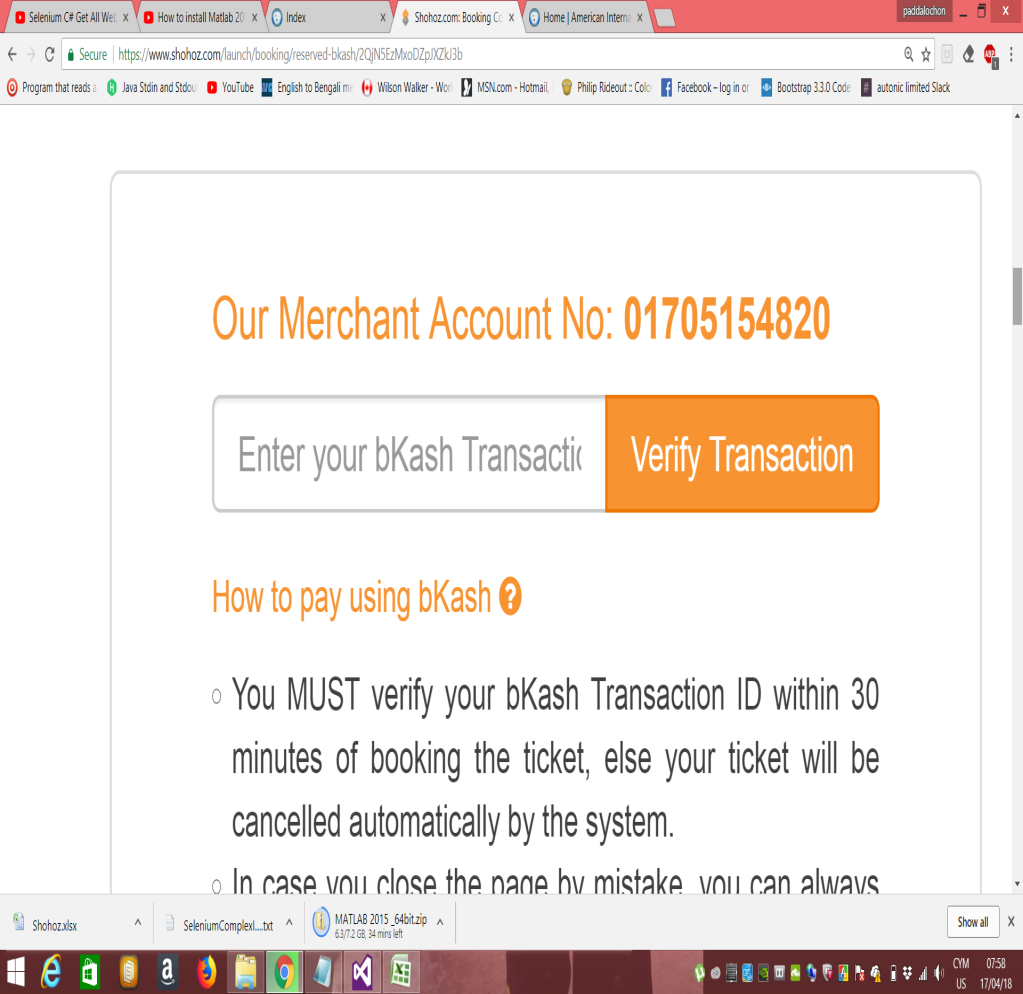 Selenium C# Get All Web
How to install Matlab 20
Index
Shohoz.com: Booking Co
Home | American Interna
paddalochon
Secure
https://www.shohoz.com/launch/booking/reserved-bkash/
Program that reads a
Java Stdin and Stdou
YouTube
English to Bengali me
Wilson Walker - Wor
MSN.com - Hotmail,
Philip Rideout :: Colo
Facebook – log in or
Bootstrap 3.3.0 Code
autonic limited Slack
Our Merchant Account No: 01705154820
Enter your bKash Transactio
Verify Transaction
How to pay using bKash ?
You MUST verify your bKash Transaction ID within 30
minutes of booking the ticket, else your ticket will be
cancelled automatically by the system.
In case you close the page by mistake, you can always
Shohoz.xlsx
SeleniumComplexI....txt
MATLAB 2015 _64bit.zip
6.3/7.2 GB, 34 mins left
Show all
CYM 07:58
US 17/04/18